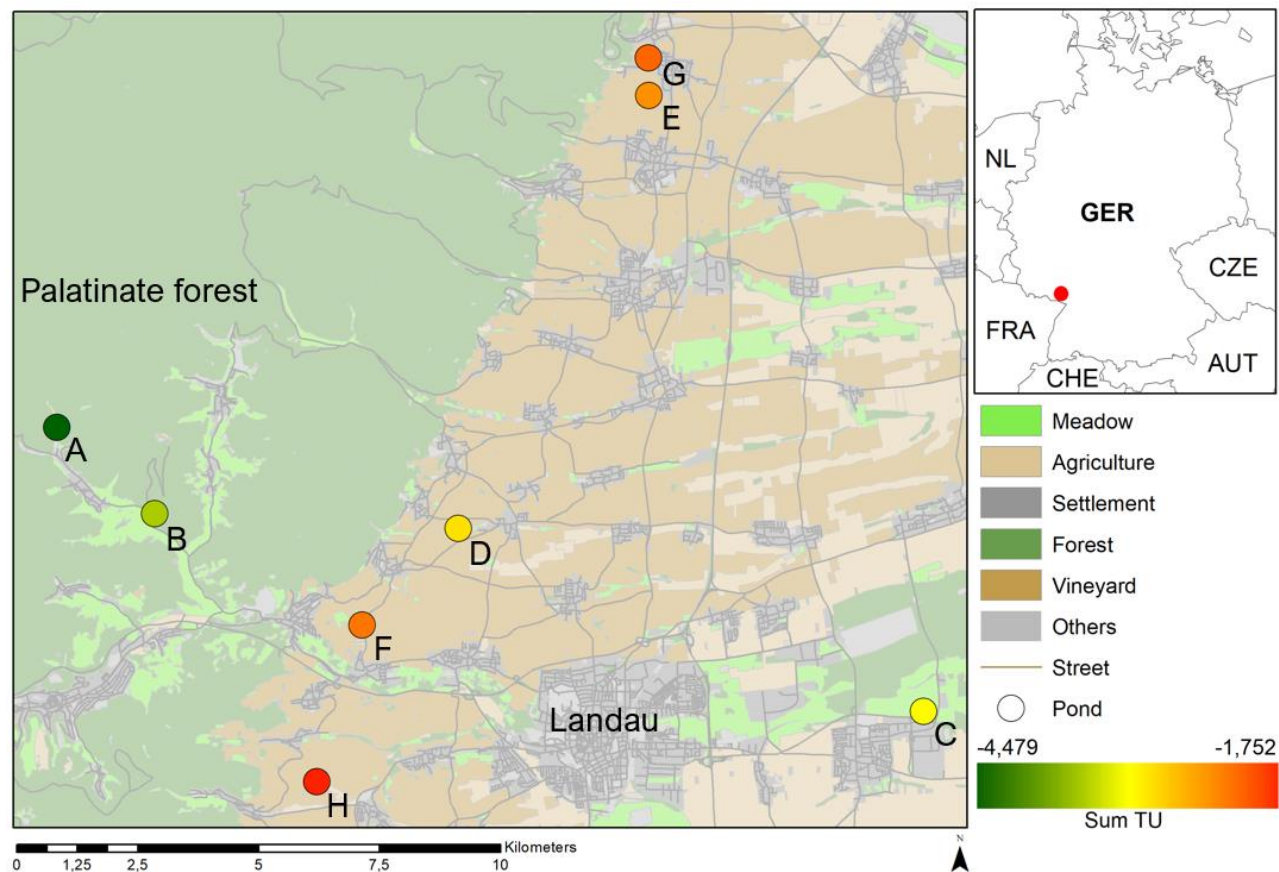 G
E
Palatinate forest
A
B
D
F
Landau
C
H
NL
GER
CZE
FRA
AUT
CHE
Meadow
Agriculture
Settlement
Forest
Vineyard
Others
Street
Pond
-4,479 -1,752
Sum TU
Kilometers
0 1,25 2,5 5 7,5 10
N